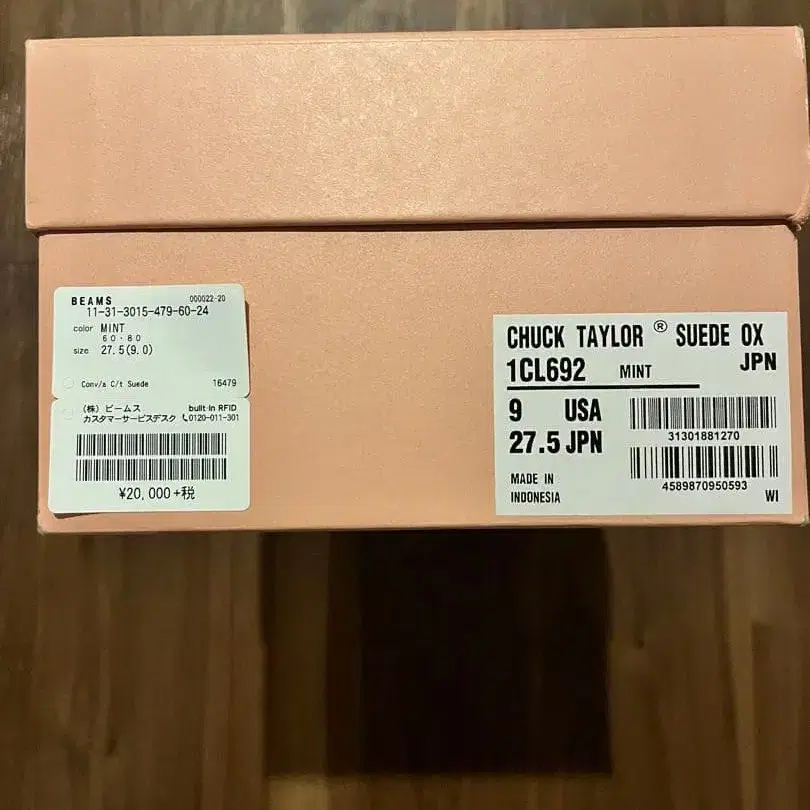 BEAMS 000022-20
11-31-3015-479-60-24
color MINT
60・80
size 27.5(9.0)
Conv/a C/t Suede 16479
(株)ビームス built-in RFID
カスタマーサービスデスク 0120-011-301
¥20,000+税
CHUCK TAYLOR ® SUEDE OX
1CL692 MINT JPN
9 USA
27.5 JPN
31301881270
MADE IN
INDONESIA
4589870950593
WI